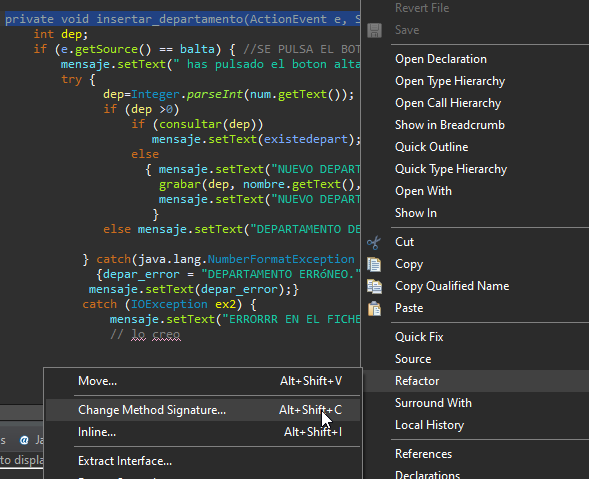 private void insertar_departamento(ActionEvent e, S
int dep;
if (e.getSource() == balta) { //SE PULSA EL BOT
mensaje.setText(" has pulsado el boton alta
try {
dep=Integer.parseInt(num.getText());
if (dep >0)
if (consultar(dep))
mensaje.setText(existedepart);
else
{ mensaje.setText("NUEVO DEPART
grabar(dep, nombre.getText(),
mensaje.setText("NUEVO DEPART
}
else mensaje.setText("DEPARTAMENTO DE
} catch(java.lang.NumberFormatException
{depar_error = "DEPARTAMENTO ERRóNEO."
mensaje.setText(depar_error);}
catch (IOException ex2) {
mensaje.setText("ERRORRR EN EL FICHE
// lo creo
Revert File
Save
Open Declaration
Open Type Hierarchy
Open Call Hierarchy
Show in Breadcrumb
Quick Outline
Quick Type Hierarchy
Open With
Show In
Cut
Copy
Copy Qualified Name
Paste
Quick Fix
Source
Refactor
Surround With
Local History
References
Declarations
Move... Alt+Shift+V
Change Method Signature... Alt+Shift+C
Inline... Alt+Shift+I
Extract Interface...
s @ Ja
to displa